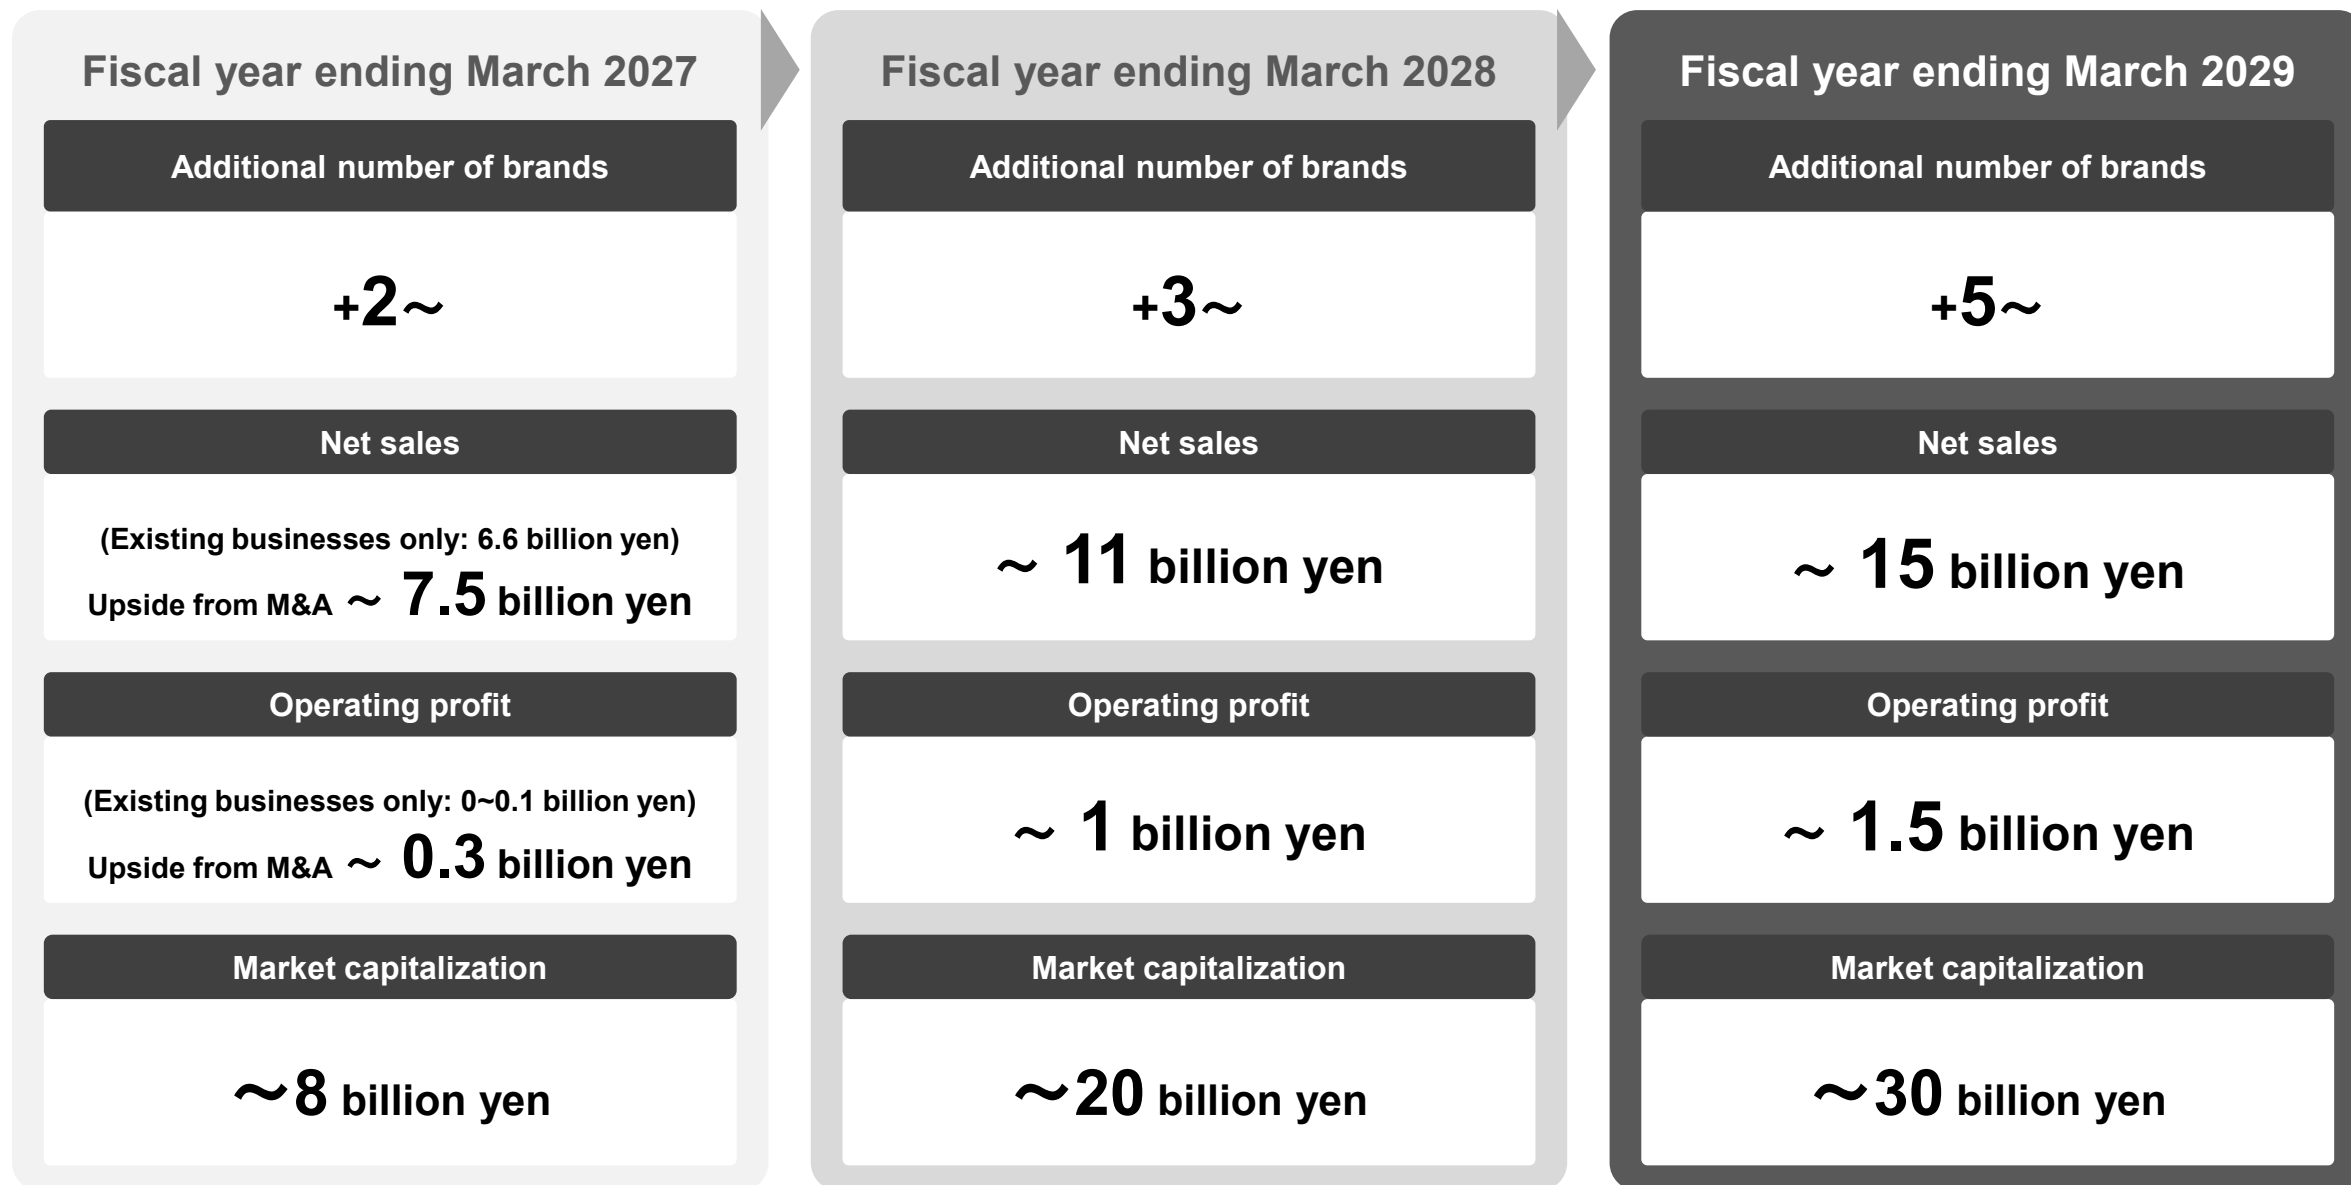 Fiscal year ending March 2027
Additional number of brands
+2～
Net sales
(Existing businesses only: 6.6 billion yen)
Upside from M&A ～ 7.5 billion yen
Operating profit
(Existing businesses only: 0~0.1 billion yen)
Upside from M&A ～ 0.3 billion yen
Market capitalization
～8 billion yen
Fiscal year ending March 2028
Additional number of brands
+3～
Net sales
～ 11 billion yen
Operating profit
～ 1 billion yen
Market capitalization
～20 billion yen
Fiscal year ending March 2029
Additional number of brands
+5～
Net sales
～ 15 billion yen
Operating profit
～ 1.5 billion yen
Market capitalization
～30 billion yen